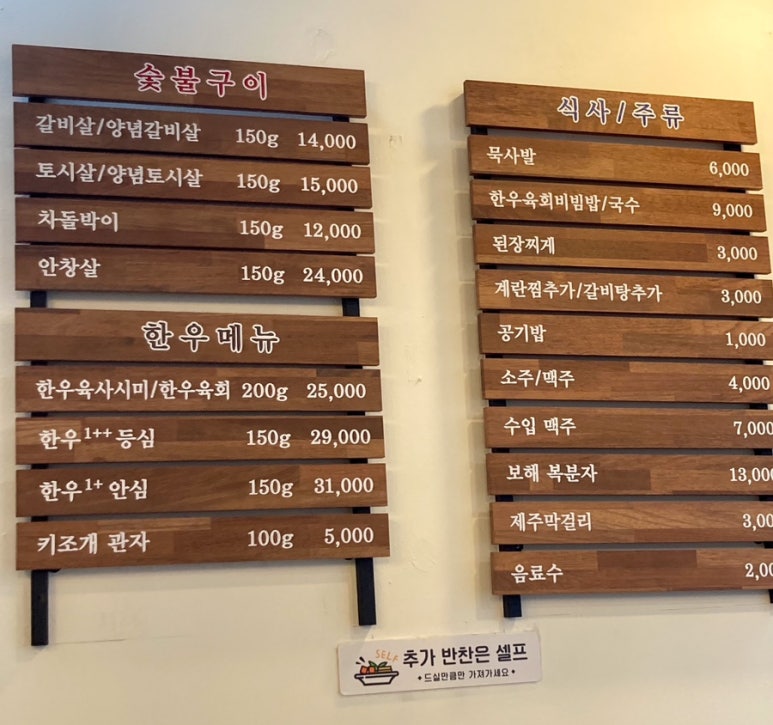 숯불구이
갈비살/양념갈비살 150g 14,000
토시살/양념토시살 150g 15,000
차돌박이 150g 12,000
안창살 150g 24,000
한우메뉴
한우육사시미/한우육회 200g 25,000
한우1++등심 150g 29,000
한우1+ 안심 150g 31,000
키조개 관자 100g 5,000
식사/주류
묵사발 6,000
한우육회비빔밥/국수 9,000
된장찌게 3,000
계란찜추가/갈비탕추가 3,000
공기밥 1,000
소주/맥주 4,000
수입 맥주 7,000
보해 복분자 13,00
제주막걸리 3,00
음료수 2,00
SELF 추가 반찬은 셀프
드실만큼만 가져가세요